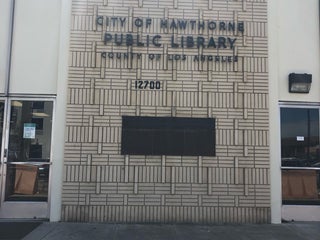 CITY OF HAWTHORNE
PUBLIC LIBRARY
COUNTY OF LOS ANGELES
12700